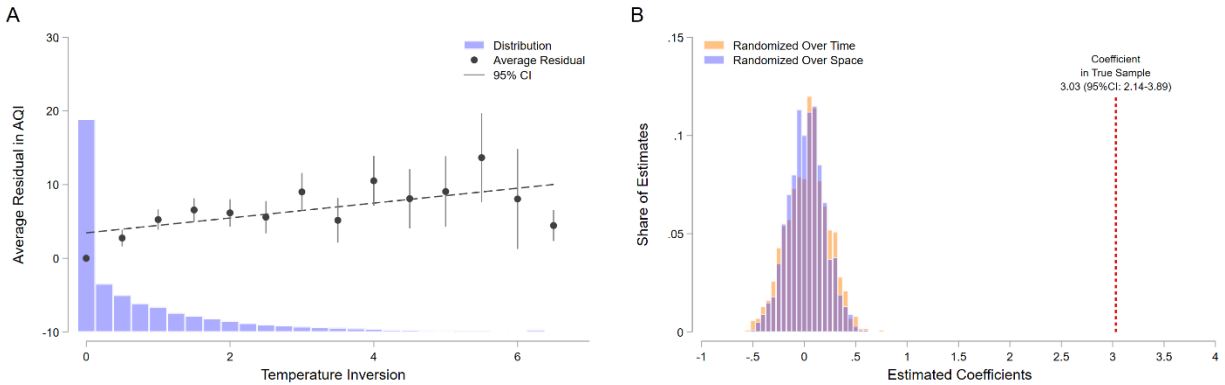 A
Average Residual in AQI
30
20
10
0
-10
0
2
4
6
Temperature Inversion
Distribution
Average Residual
95% CI
B
Share of Estimates
.15
.1
.05
0
-1
-.5
0
.5
1
1.5
2
2.5
3
3.5
4
Estimated Coefficients
Randomized Over Time
Randomized Over Space
Coefficient
in True Sample
3.03 (95%CI: 2.14-3.89)